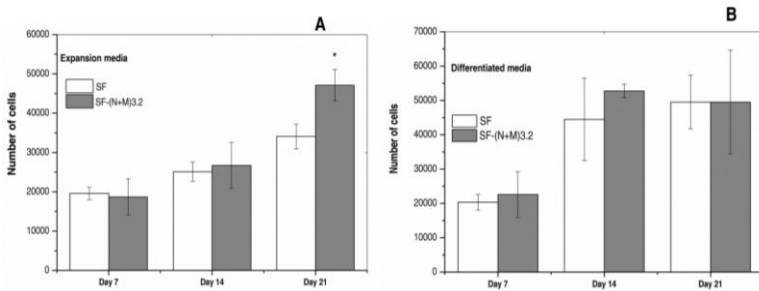 A
60000
50000
40000
30000
20000
10000
0
Number of cells
Expansion media
SF
SF-(N+M)3.2
*
Day 7
Day 14
Day 21
B
70000
60000
50000
40000
30000
20000
10000
0
Number of cells
Differentiated media
SF
SF-(N+M)3.2
Day 7
Day 14
Day 21